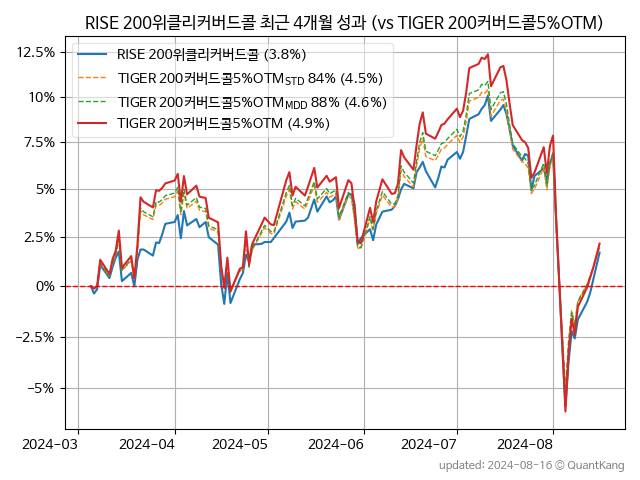 RISE 200위클리커버드콜 최근 4개월 성과 (vs TIGER 200커버드콜5%OTM)
RISE 200위클리커버드콜 (3.8%)
TIGER 200커버드콜5%OTM_STD 84% (4.5%)
TIGER 200커버드콜5%OTM_MDD 88% (4.6%)
TIGER 200커버드콜5%OTM (4.9%)
12.5%
10%
7.5%
5%
2.5%
0%
−2.5%
−5%
2024-03 2024-04 2024-05 2024-06 2024-07 2024-08
updated: 2024-08-16 © QuantKang